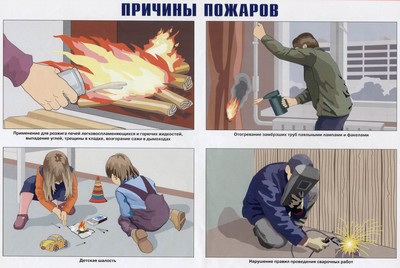 ПРИЧИНЫ ПОЖАРОВ
Применение для розжига печей легковоспламеняющихся и горючих жидкостей,
выпадение углей, трещины в кладке, возгорание сажи в дымоходах
Отогревание замёрзших труб паяльными лампами и факелами
Детская шалость
Нарушение правил проведения сварочных работ